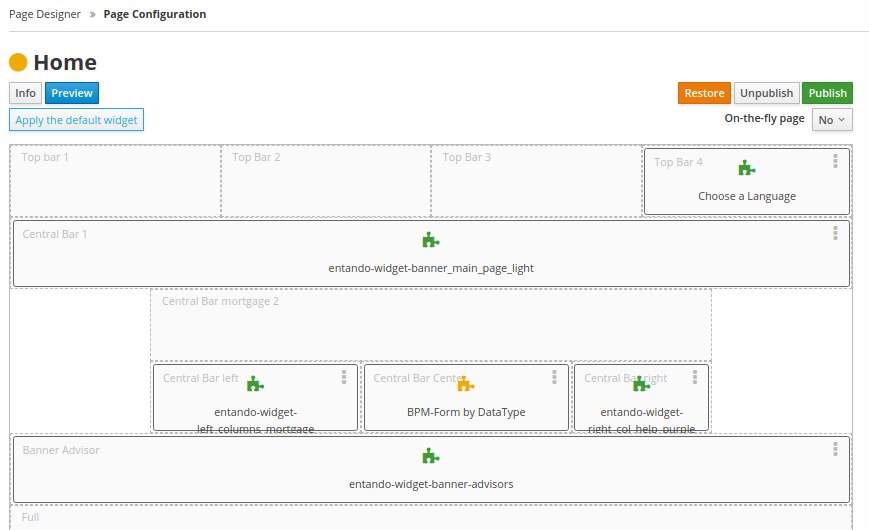 Page Designer » Page Configuration
Home
Info Preview Restore Unpublish Publish
Apply the default widget On-the-fly page No
Top bar 1 Top Bar 2 Top Bar 3 Top Bar 4
Choose a Language
Central Bar 1
entando-widget-banner_main_page_light
Central Bar mortgage 2
Central Bar left Central Bar Center Central Bar right
entando-widget- BPM-Form by DataType entando-widget-
left_columns_mortgage right_col_help_purple
Banner Advisor
entando-widget-banner-advisors
Full